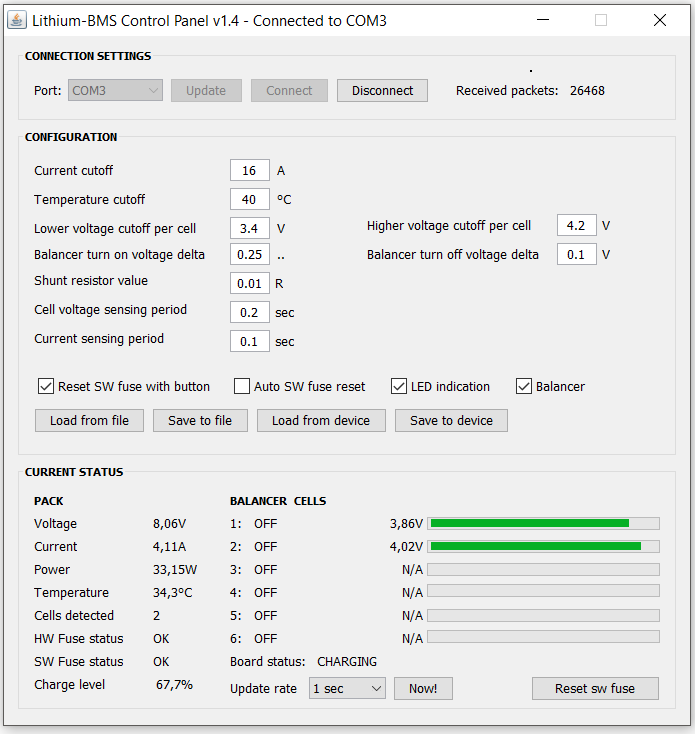 Lithium-BMS Control Panel v1.4 - Connected to COM3
CONNECTION SETTINGS
Port: COM3 Update Connect Disconnect Received packets: 26468
CONFIGURATION
Current cutoff 16 A
Temperature cutoff 40 ºC
Lower voltage cutoff per cell 3.4 V Higher voltage cutoff per cell 4.2 V
Balancer turn on voltage delta 0.25 .. Balancer turn off voltage delta 0.1 V
Shunt resistor value 0.01 R
Cell voltage sensing period 0.2 sec
Current sensing period 0.1 sec
Reset SW fuse with button Auto SW fuse reset LED indication Balancer
Load from file Save to file Load from device Save to device
CURRENT STATUS
PACK BALANCER CELLS
Voltage 8,06V 1: OFF 3,86V
Current 4,11A 2: OFF 4,02V
Power 33,15W 3: OFF N/A
Temperature 34,3ºC 4: OFF N/A
Cells detected 2 5: OFF N/A
HW Fuse status OK 6: OFF N/A
SW Fuse status OK Board status: CHARGING
Charge level 67,7% Update rate 1 sec Now! Reset sw fuse